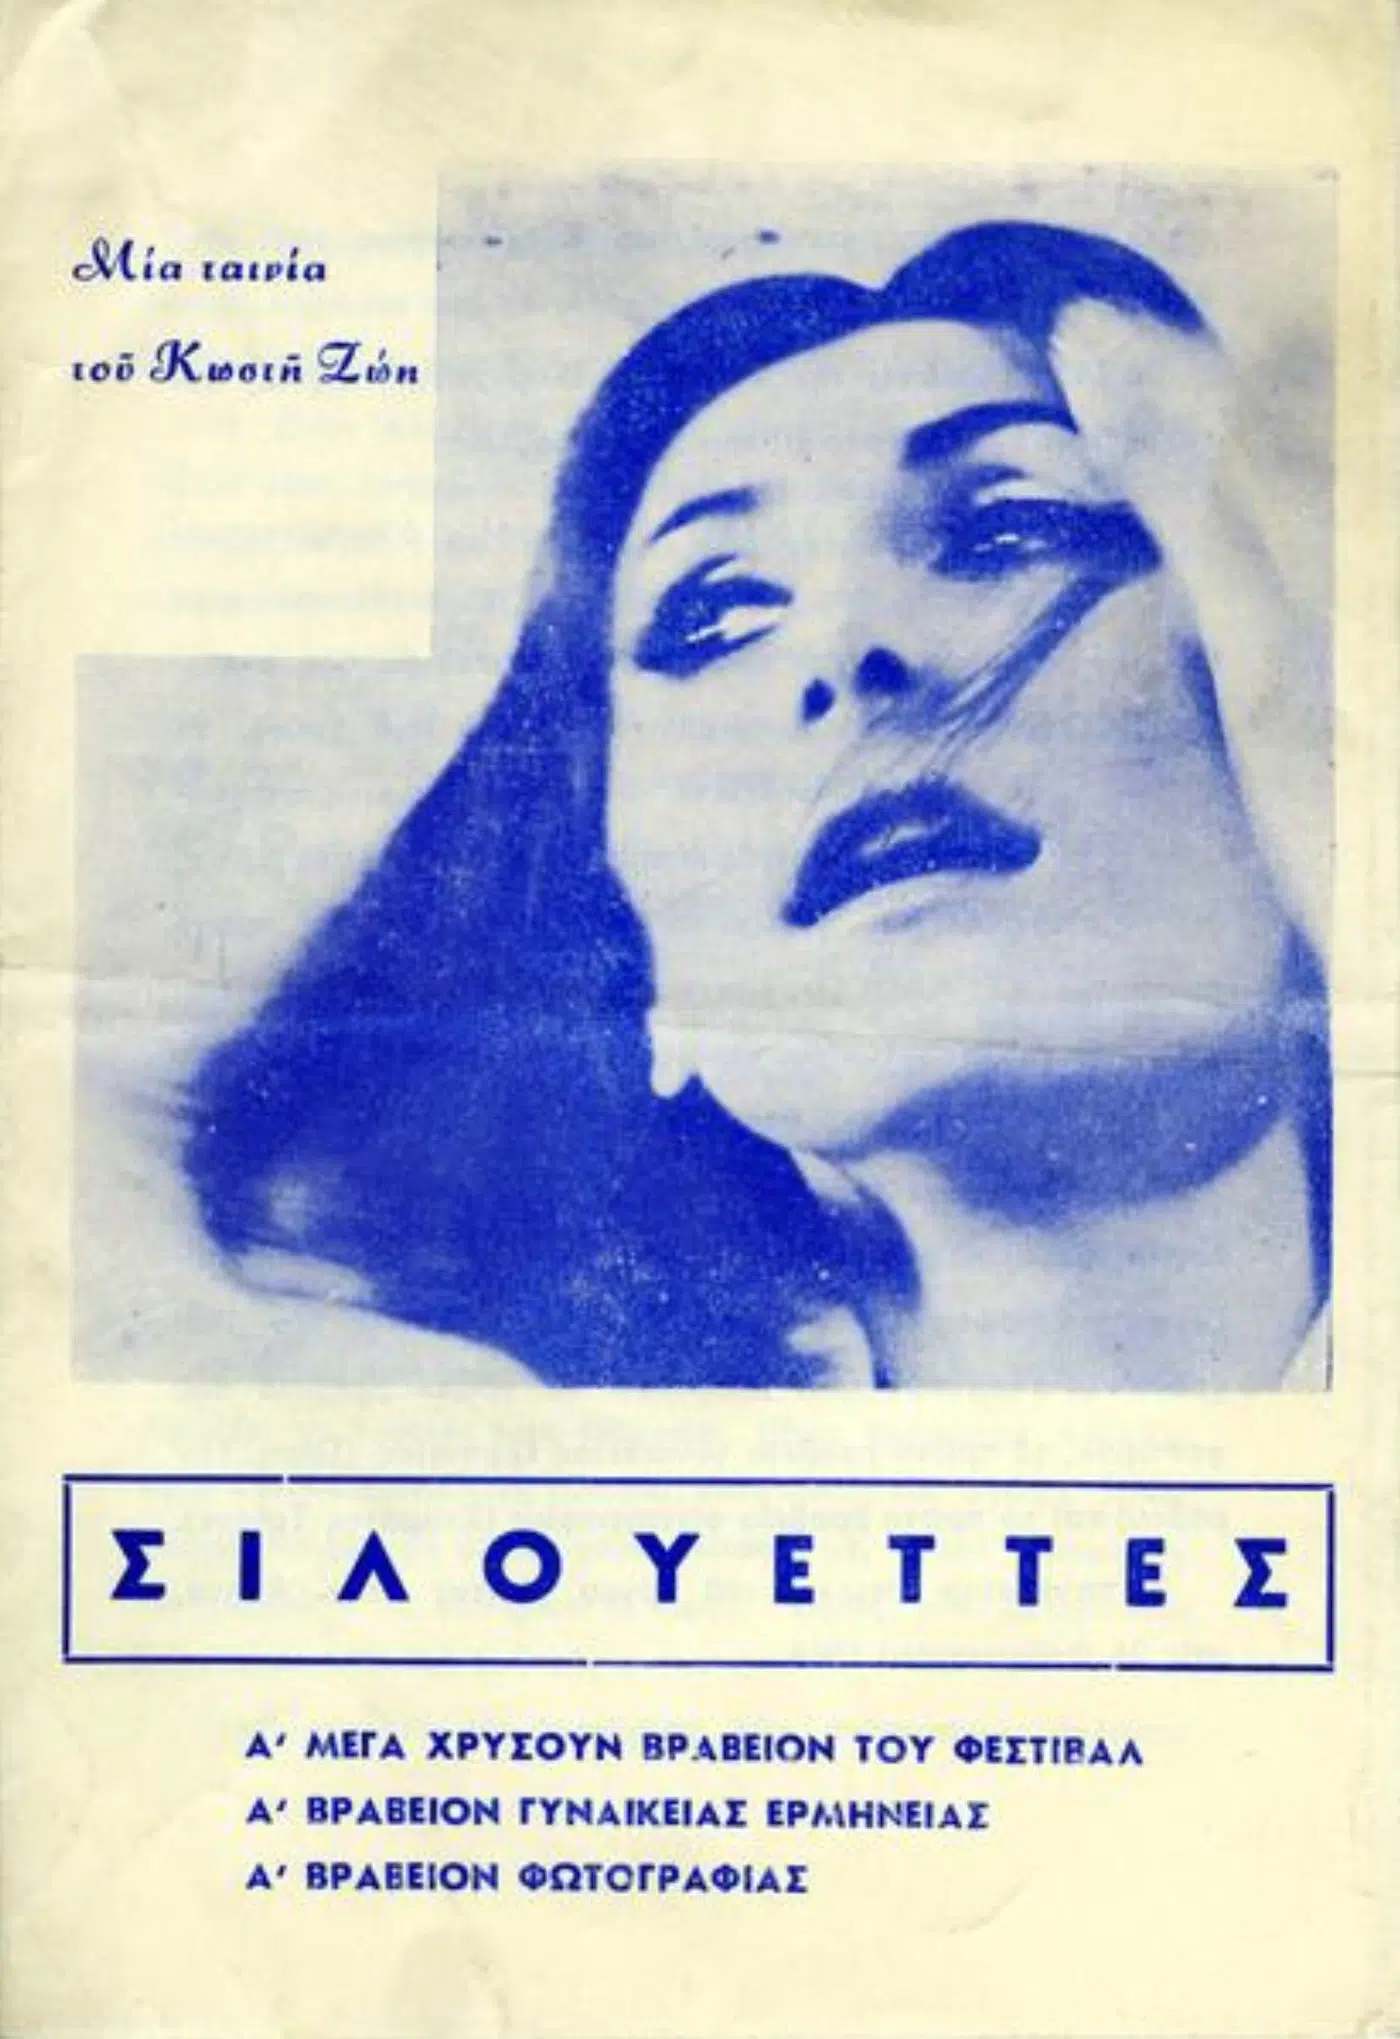 Μία ταινία
τοῦ Κωστῆ Ζώη
ΣΙΛΟΥΕΤΤΕΣ
Α' ΜΕΓΑ ΧΡΥΣΟΥΝ ΒΡΑΒΕΙΟΝ ΤΟΥ ΦΕΣΤΙΒΑΛ
Α' ΒΡΑΒΕΙΟΝ ΓΥΝΑΙΚΕΙΑΣ ΕΡΜΗΝΕΙΑΣ
Α' ΒΡΑΒΕΙΟΝ ΦΩΤΟΓΡΑΦΙΑΣ